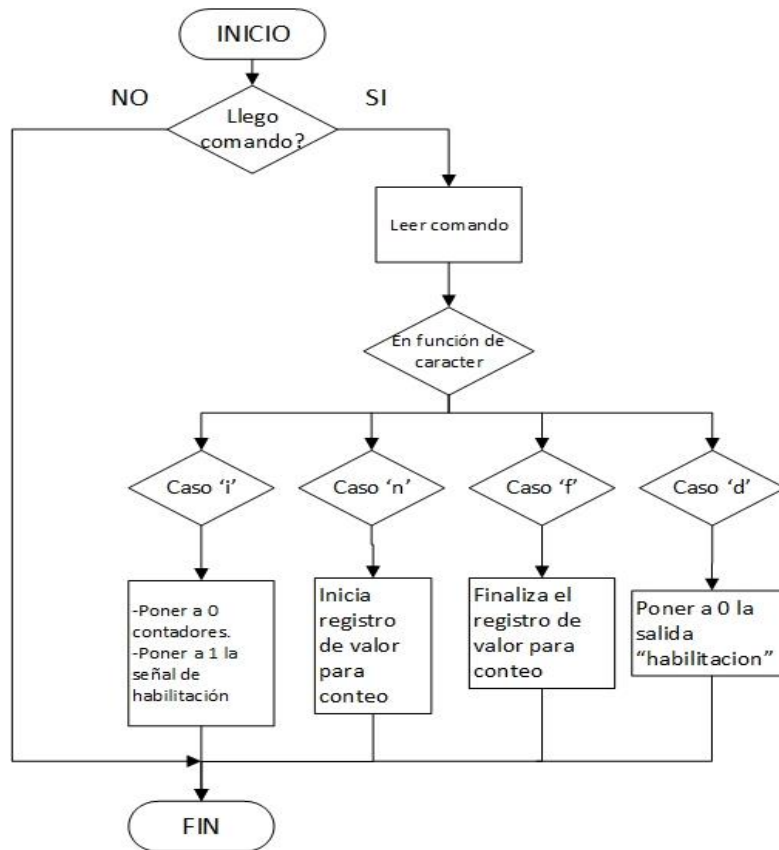 INICIO
NO
SI
Llego
comando?
Leer comando
En función de
caracter
Caso ‘i’
Caso ‘n’
Caso ‘f’
Caso ‘d’
-Poner a 0
contadores.
-Poner a 1 la
señal de
habilitación
Inicia
registro
de valor
para
conteo
Finaliza el
registro de
valor para
conteo
Poner a 0 la
salida
“habilitacion”
FIN